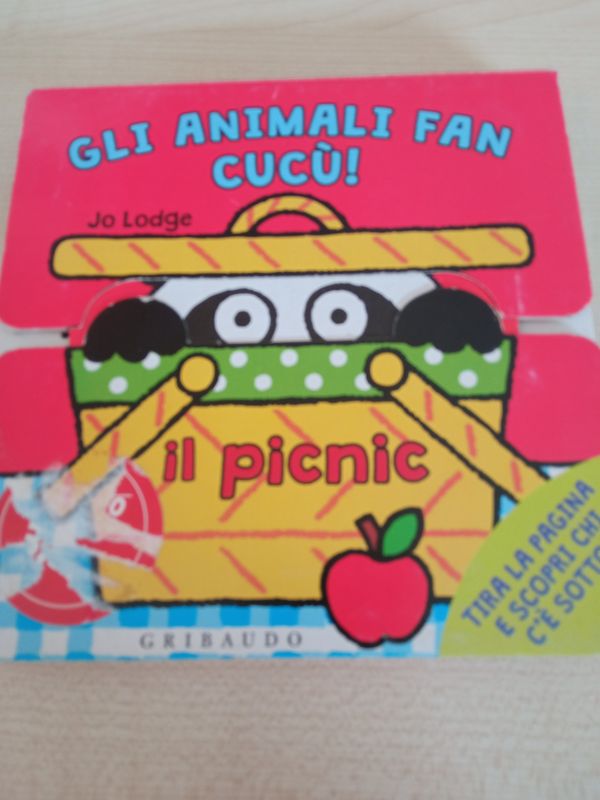 GLI ANIMALI FAN
CUCÙ!
Jo Lodge
il picnic
TIRA LA PAGINA
E SCOPRI CHI
C'È SOTTO
GRIBAUDO